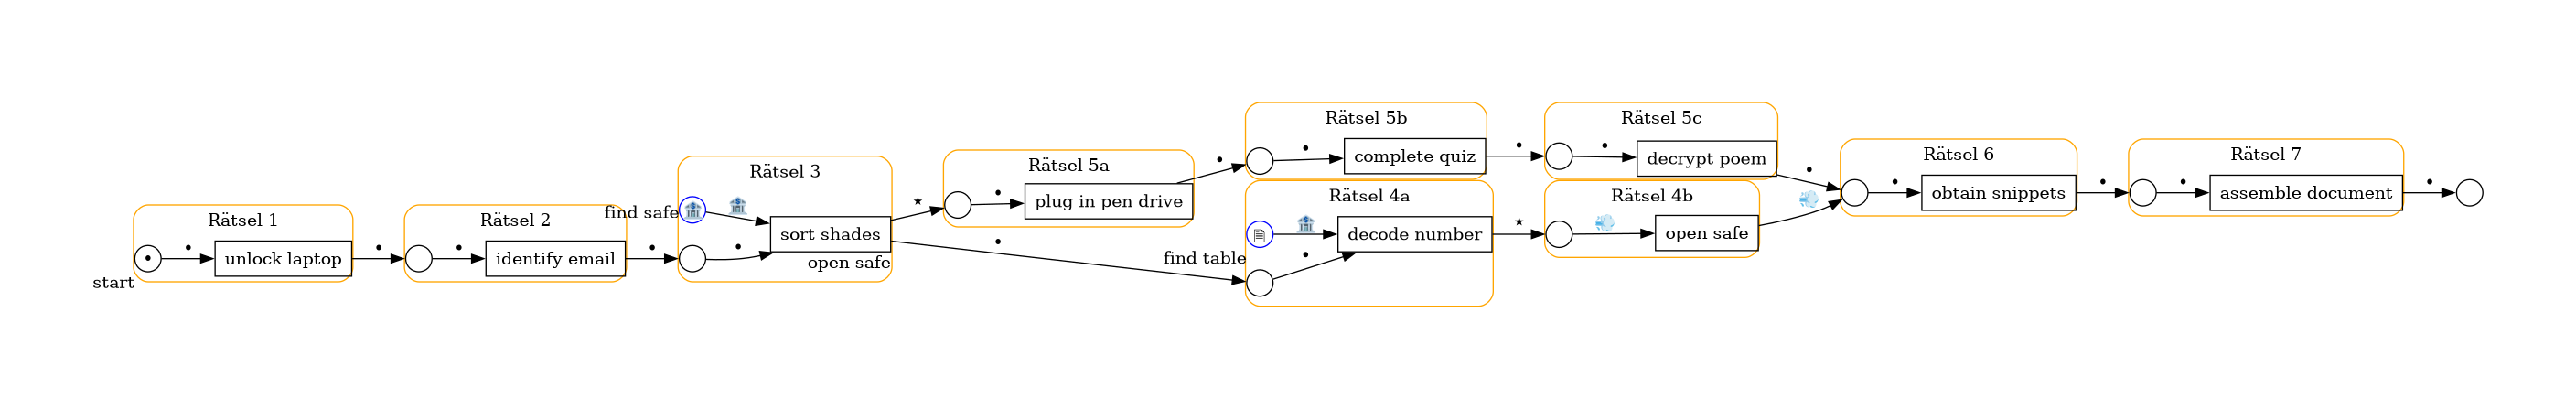 Rätsel 1
• • 
unlock laptop
start
Rätsel 2
• • 
identify email
Rätsel 3
find safe
🏦 🏦
•
sort shades
open safe
★
•
Rätsel 5a
•
plug in pen drive
•
Rätsel 5b
•
complete quiz
•
Rätsel 4a
🏦
decode number
★
find table
•
Rätsel 5c
•
decrypt poem
•
Rätsel 4b
💨
open safe
💨
Rätsel 6
•
obtain snippets
•
Rätsel 7
•
assemble document
•